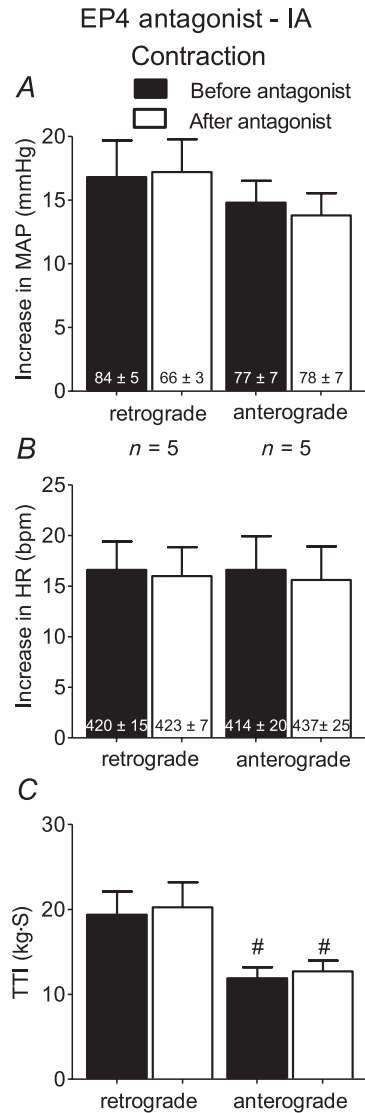 EP4 antagonist - IA
Contraction
A
Before antagonist
After antagonist
Increase in MAP (mmHg)
20
15
10
5
0
84 ± 5
66 ± 3
77 ± 7
78 ± 7
retrograde
anterograde
n = 5
n = 5
B
Increase in HR (bpm)
25
20
15
10
5
0
420 ± 15
423 ± 7
414 ± 20
437± 25
retrograde
anterograde
C
TTI (kg·S)
30
20
10
0
#
#
retrograde
anterograde